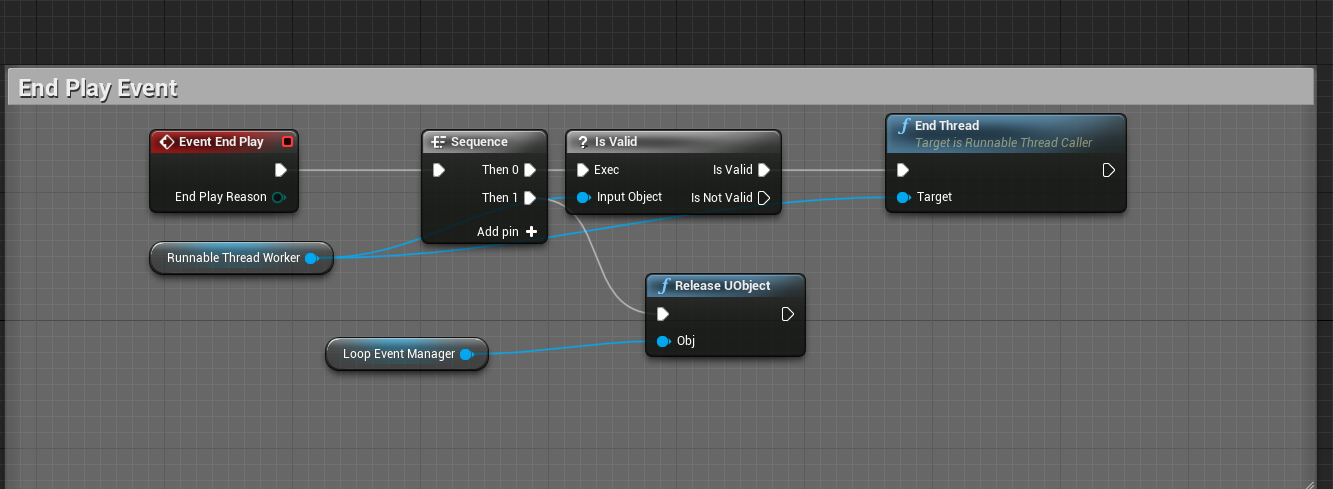 End Play Event
Event End Play
End Play Reason
Runnable Thread Worker
Sequence
Then 0
Then 1
Add pin +
? Is Valid
Exec
Is Valid
Input Object
Is Not Valid
f End Thread
Target is Runnable Thread Caller
Target
f Release UObject
Obj
Loop Event Manager